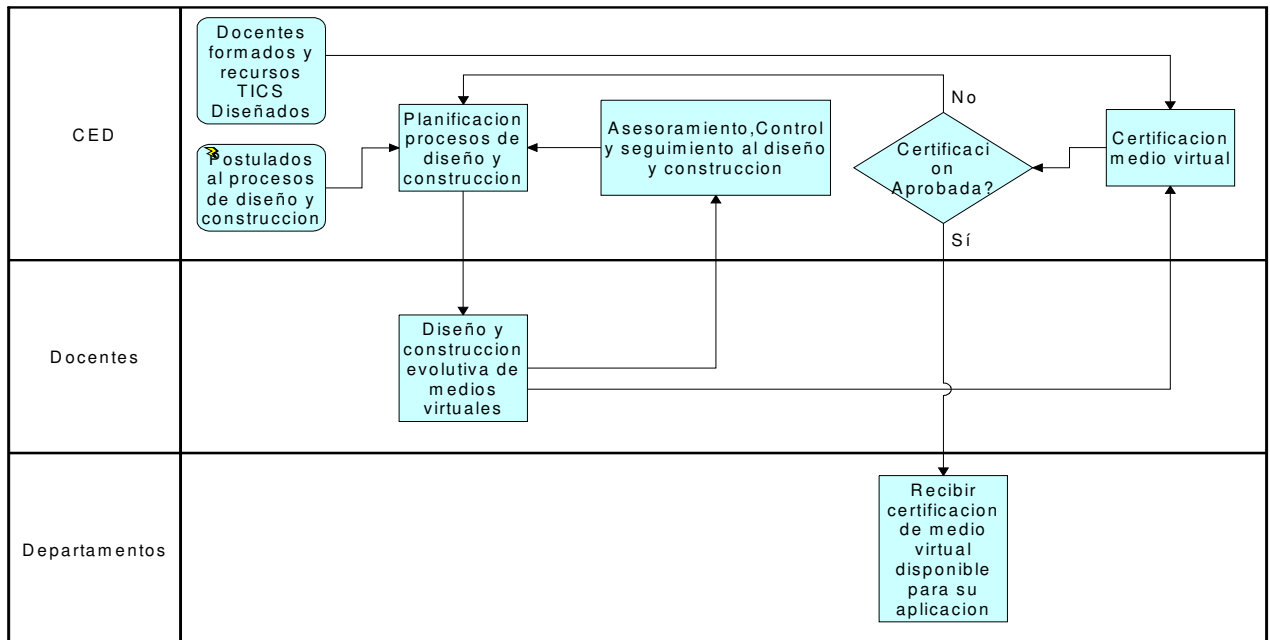 CED
Docentes
formados y
recursos
TICS
Diseñados
Postulados
al procesos
de diseño y
construccion
Planificacion
procesos de
diseño y
construccion
Asesoramiento,Control
y seguimiento al diseño
y construccion
No
Certificaci
on
Aprobada?
Sí
Certificacion
medio virtual
Docentes
Diseño y
construccion
evolutiva de
medios
virtuales
Departamentos
Recibir
certificacion
de medio
virtual
disponible
para su
aplicacion